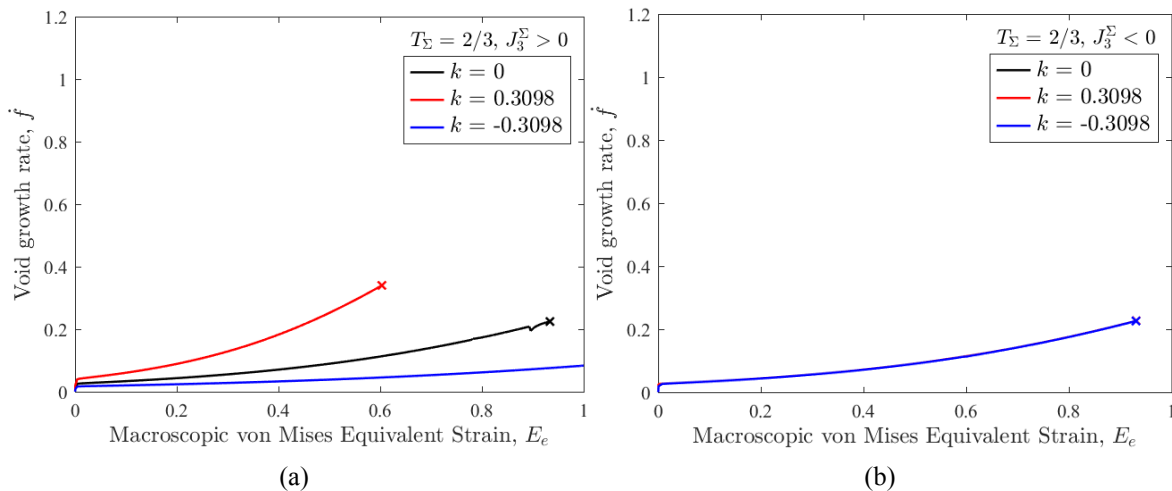 1.2
1
0.8
0.6
0.4
0.2
0
Void growth rate, ḟ
T_Σ = 2/3, J_3^Σ > 0
k = 0
k = 0.3098
k = -0.3098
0 0.2 0.4 0.6 0.8 1
Macroscopic von Mises Equivalent Strain, E_e
(a)
1.2
1
0.8
0.6
0.4
0.2
0
Void growth rate, ḟ
T_Σ = 2/3, J_3^Σ < 0
k = 0
k = 0.3098
k = -0.3098
0 0.2 0.4 0.6 0.8 1
Macroscopic von Mises Equivalent Strain, E_e
(b)